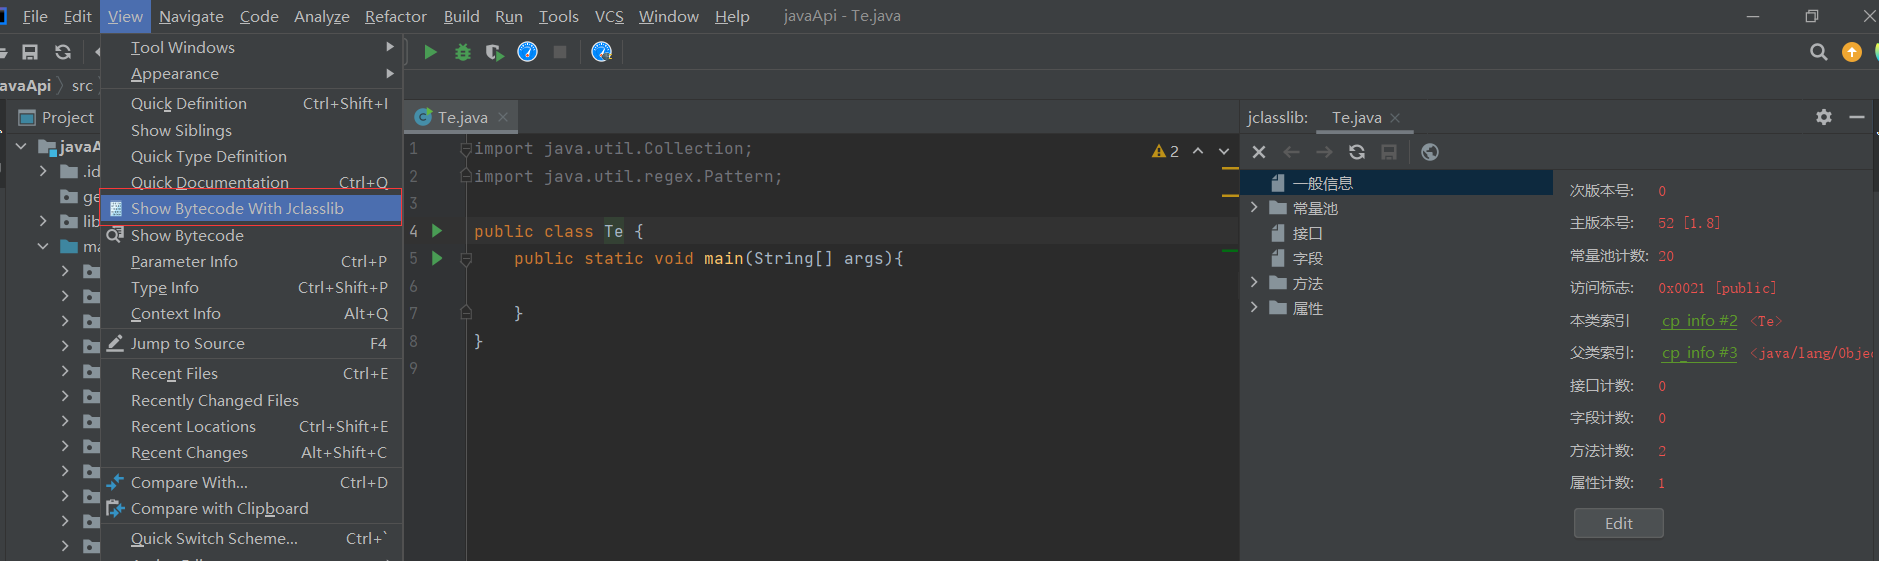 File Edit View Navigate Code Analyze Refactor Build Run Tools VCS Window Help javaApi - Te.java
avaApi 〉 src
Project
javaA
.id
ge
lib
ma
Tool Windows
Appearance
Quick Definition Ctrl+Shift+I
Show Siblings
Quick Type Definition
Quick Documentation Ctrl+Q
Show Bytecode With Jclasslib
Show Bytecode
Parameter Info Ctrl+P
Type Info Ctrl+Shift+P
Context Info Alt+Q
Jump to Source F4
Recent Files Ctrl+E
Recently Changed Files
Recent Locations Ctrl+Shift+E
Recent Changes Alt+Shift+C
Compare With... Ctrl+D
Compare with Clipboard
Quick Switch Scheme... Ctrl+`
Te.java
2
1 import java.util.Collection;
2 import java.util.regex.Pattern;
3
4 public class Te {
5 public static void main(String[] args){
6
7 }
8 }
9
jclasslib: Te.java
一般信息
常量池
接口
字段
方法
属性
次版本号: 0
主版本号: 52 [1.8]
常量池计数: 20
访问标志: 0x0021 [public]
本类索引 cp_info #2 <Te>
父类索引: cp_info #3 <java/lang/Objec
接口计数: 0
字段计数: 0
方法计数: 2
属性计数: 1
Edit